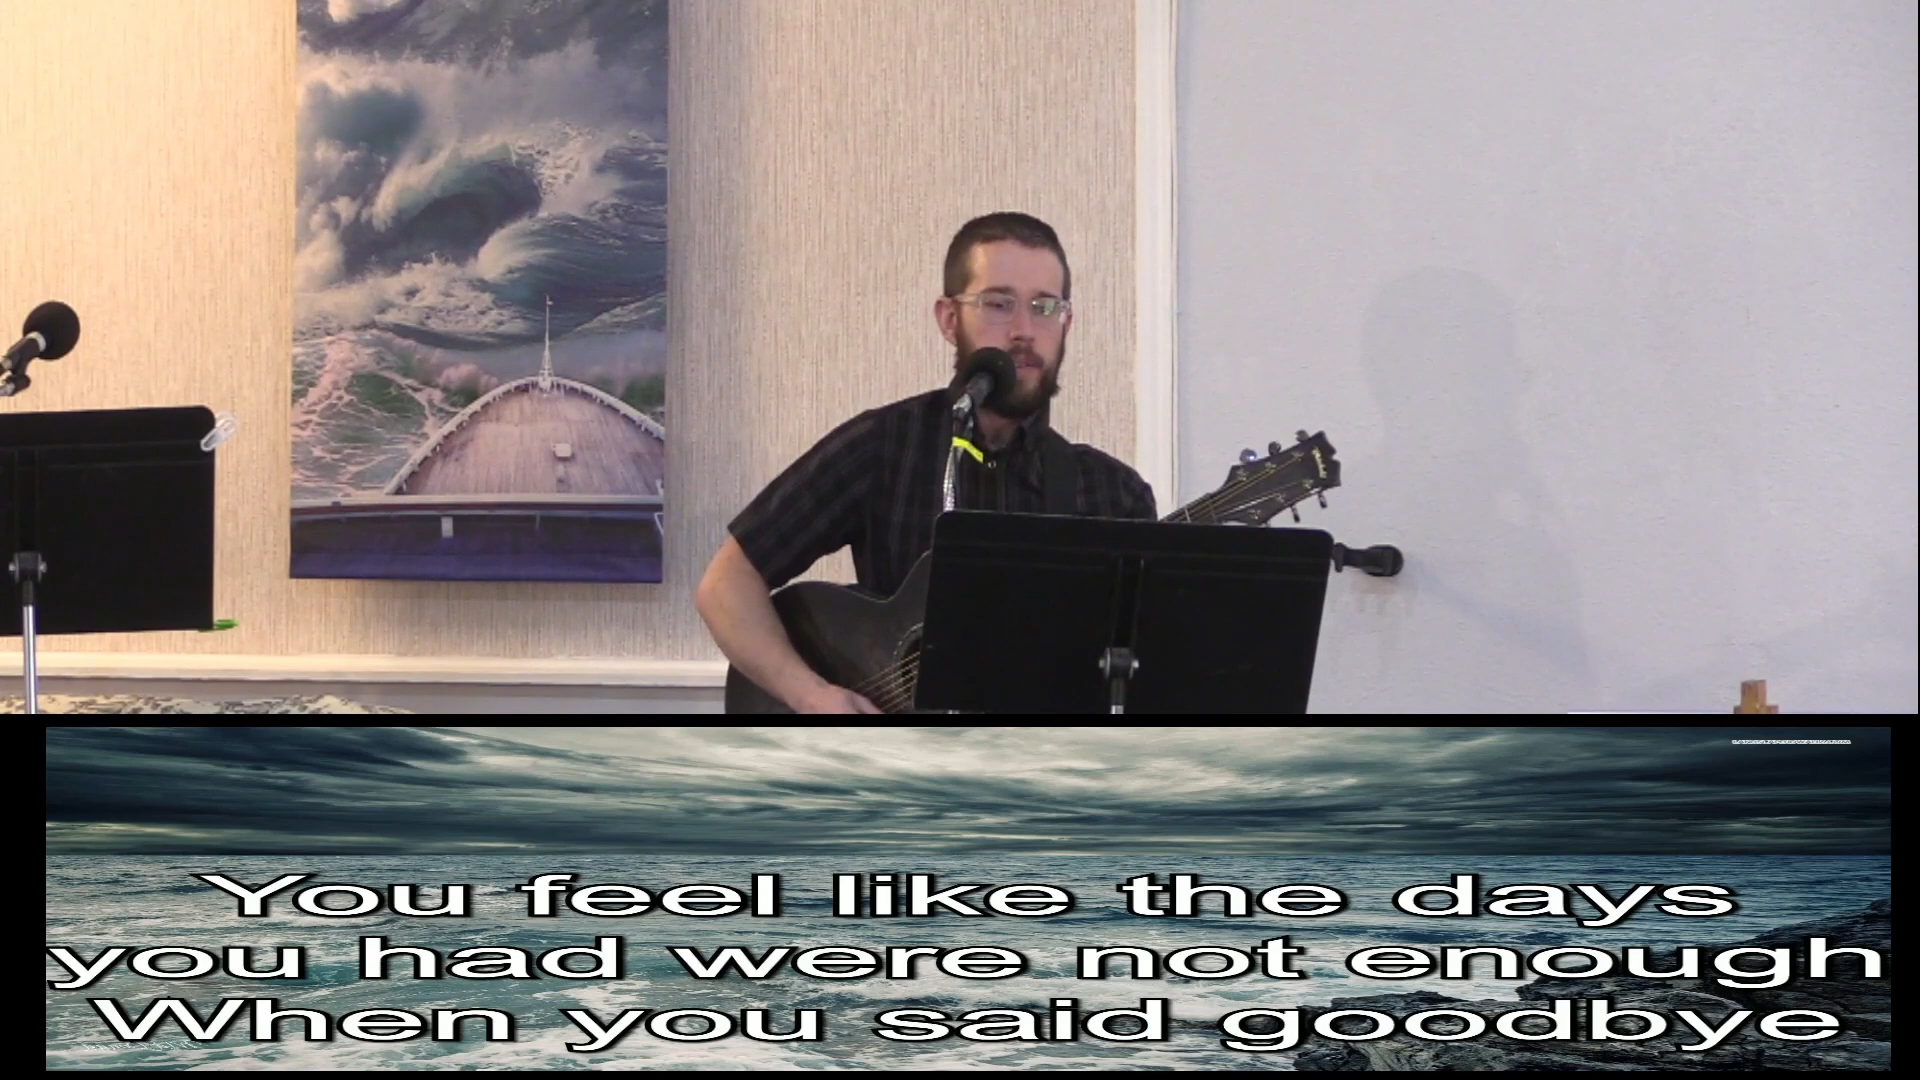 You feel like the days
you had were not enough
When you said goodbye